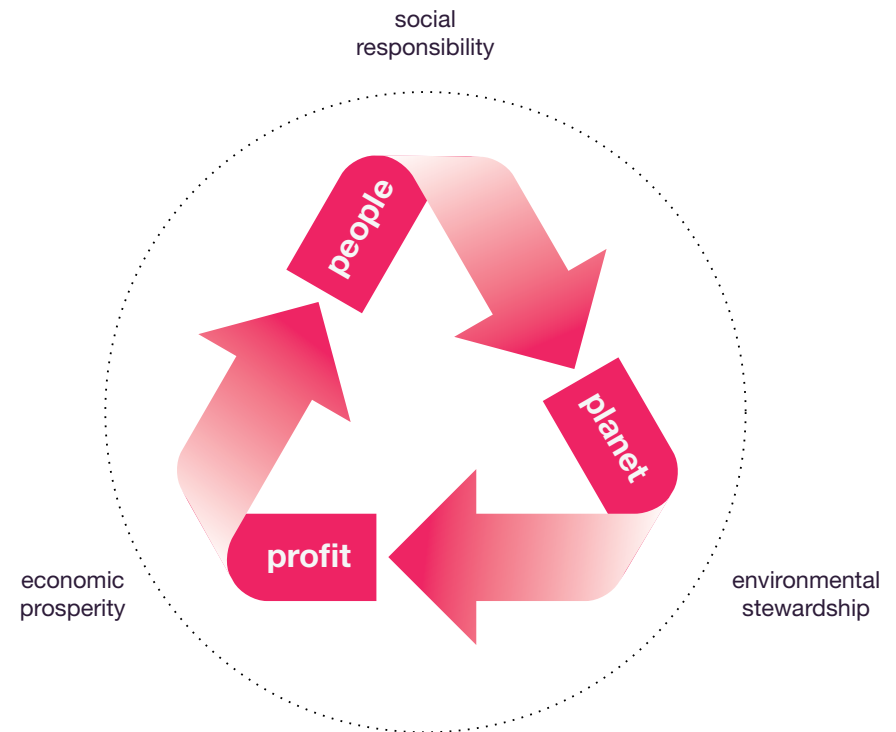 social
responsibility
people
planet
profit
economic
prosperity
environmental
stewardship